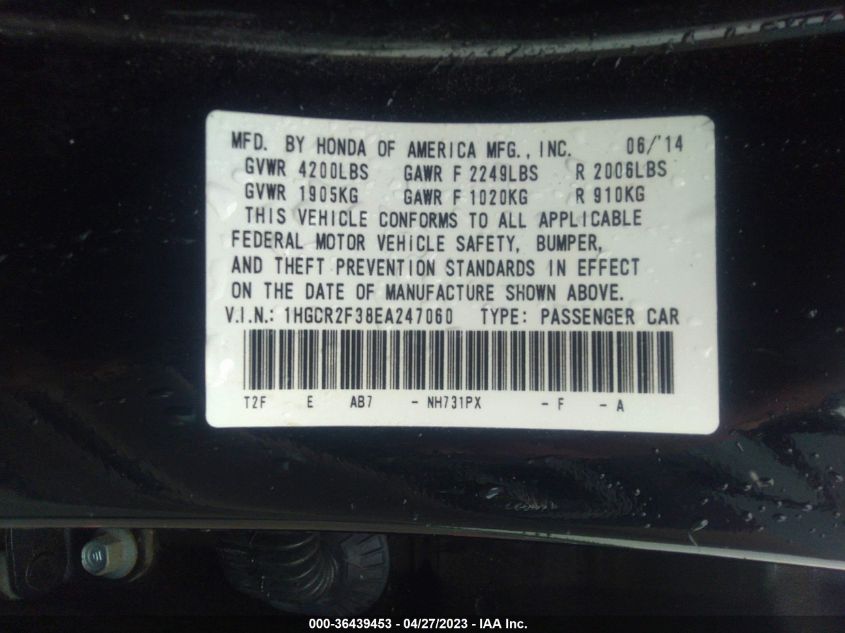 MFD. BY HONDA OF AMERICA MFG., INC. 06/'14
GVWR 4200LBS GAWR F 2249LBS R 2006LBS
GVWR 1905KG GAWR F 1020KG R 910KG
THIS VEHICLE CONFORMS TO ALL APPLICABLE
FEDERAL MOTOR VEHICLE SAFETY, BUMPER,
AND THEFT PREVENTION STANDARDS IN EFFECT
ON THE DATE OF MANUFACTURE SHOWN ABOVE.
V.I.N.: 1HGCR2F38EA247060 TYPE: PASSENGER CAR
T2F E AB7 - NH731PX - F - A
000-36439453 - 04/27/2023 - IAA Inc.